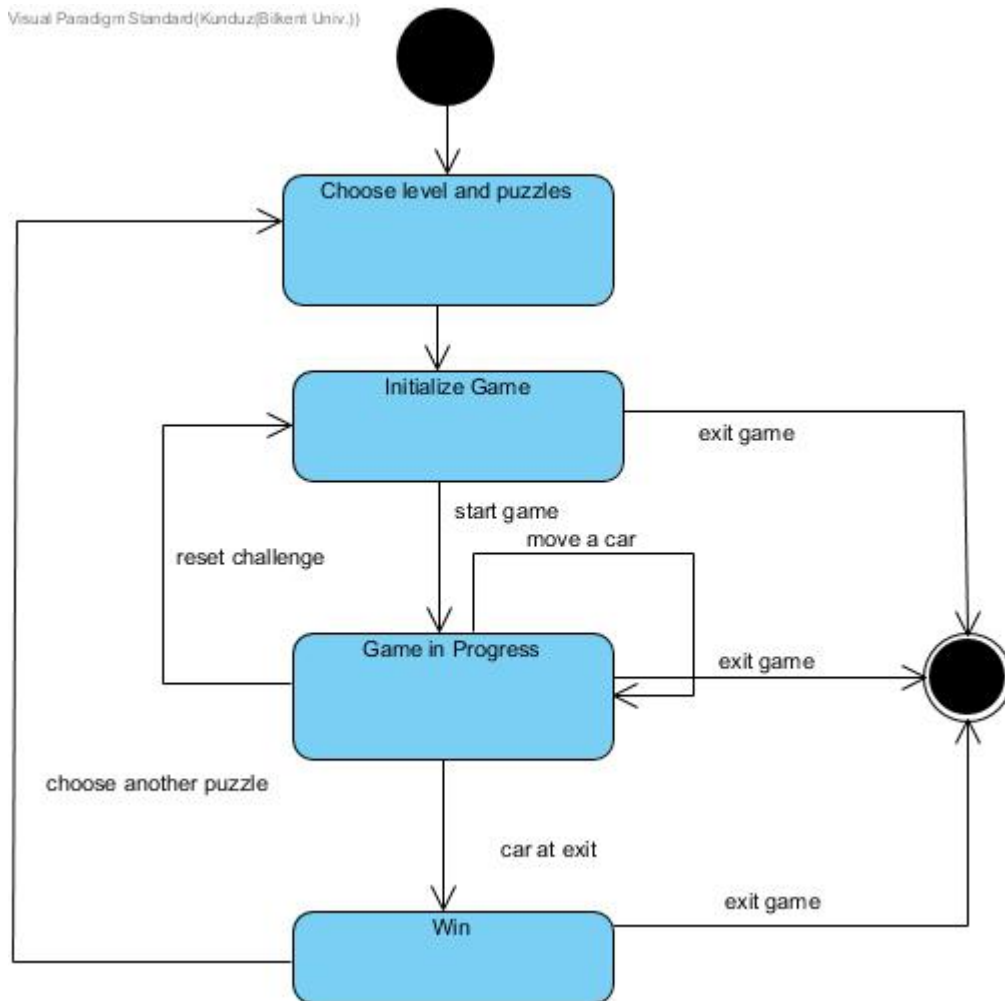 Visual Paradigm Standard(Kunduz(Bilkent Univ.))
Choose level and puzzles
Initialize Game
exit game
start game
move a car
reset challenge
Game in Progress
exit game
choose another puzzle
car at exit
exit game
Win